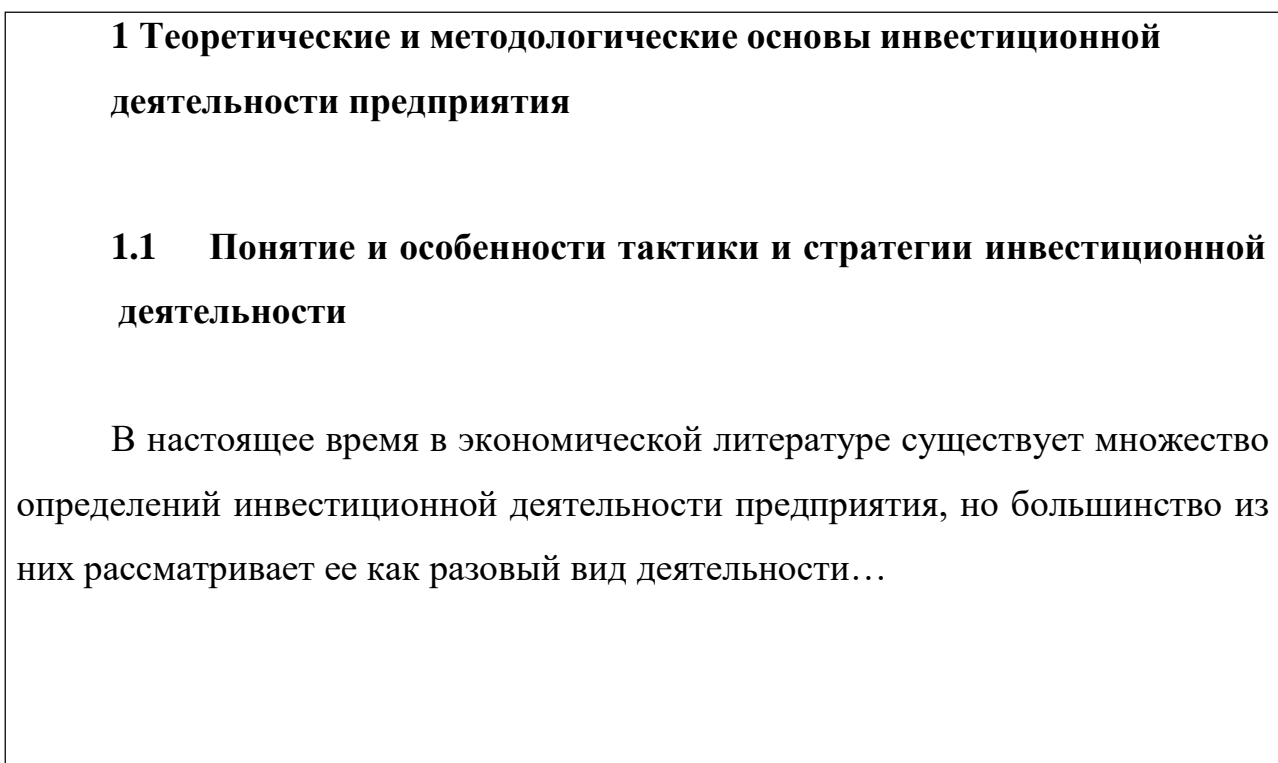 1 Теоретические и методологические основы инвестиционной
деятельности предприятия
1.1 Понятие и особенности тактики и стратегии инвестиционной
деятельности
В настоящее время в экономической литературе существует множество
определений инвестиционной деятельности предприятия, но большинство из
них рассматривает ее как разовый вид деятельности…